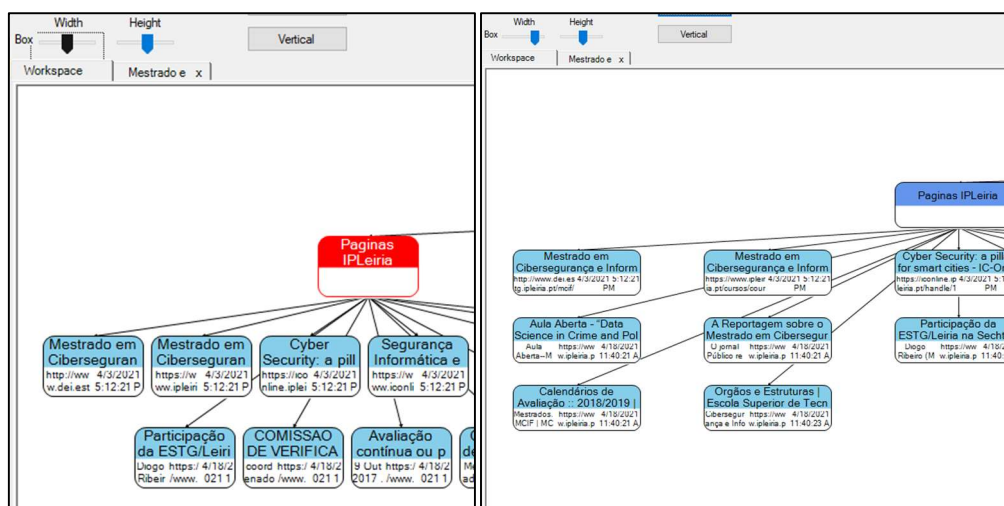 Width Height
Box
Vertical
Workspace Mestrado e x
Paginas
IPLeiria
Mestrado em
Ciberseguran
http://ww 4/3/2021
w.dei.est 5:12:21 P
Mestrado em
Ciberseguran
https://w 4/3/2021
ww.ipleiri 5:12:21 P
Cyber
Security: a pill
https://ico 4/3/2021
nline.iplei 5:12:21 P
Segurança
Informática e
https://w 4/3/2021
ww.iconli 5:12:21 P
Participação
da ESTG/Leiri
Diogo https:/ 4/18/2
Ribeir /www. 021 1
COMISSAO
DE VERIFICA
coord https:/ 4/18/2
enado /www. 021 1
Avaliação
contínua ou p
9 Out https:/ 4/18/2
2017 . /www. 021 1
Width Height
Box
Vertical
Workspace Mestrado e x
Paginas IPLeiria
Mestrado em
Cibersegurança e Inform
http://www.dei.es 4/3/2021 5:12:21
tg.ipleiria.pt/mcif/ PM
Mestrado em
Cibersegurança e Inform
https://www.ipleir 4/3/2021 5:12:21
ia.pt/cursos/cour PM
Cyber Security: a pill
for smart cities - IC-On
https://iconline.ip 4/3/2021 5:1
leiria.pt/handle/1 PM
Aula Aberta - “Data
Science in Crime and Pol
Aula https://ww 4/18/2021
Aberta--M w.ipleiria.p 11:40:21 A
A Reportagem sobre o
Mestrado em Cibersegur
O jornal https://ww 4/18/2021
Público re w.ipleiria.p 11:40:21 A
Participação da
ESTG/Leiria na Secht
Diogo https://ww 4/18/2
Ribeiro (M w.ipleiria.p 11:40:
Calendários de
Avaliação :: 2018/2019 |
Mestrados. https://ww 4/18/2021
MCIF | MC w.ipleiria.p 11:40:21 A
Orgãos e Estruturas |
Escola Superior de Tecn
Cibersegur https://ww 4/18/2021
ança e Info w.ipleiria.p 11:40:23 A